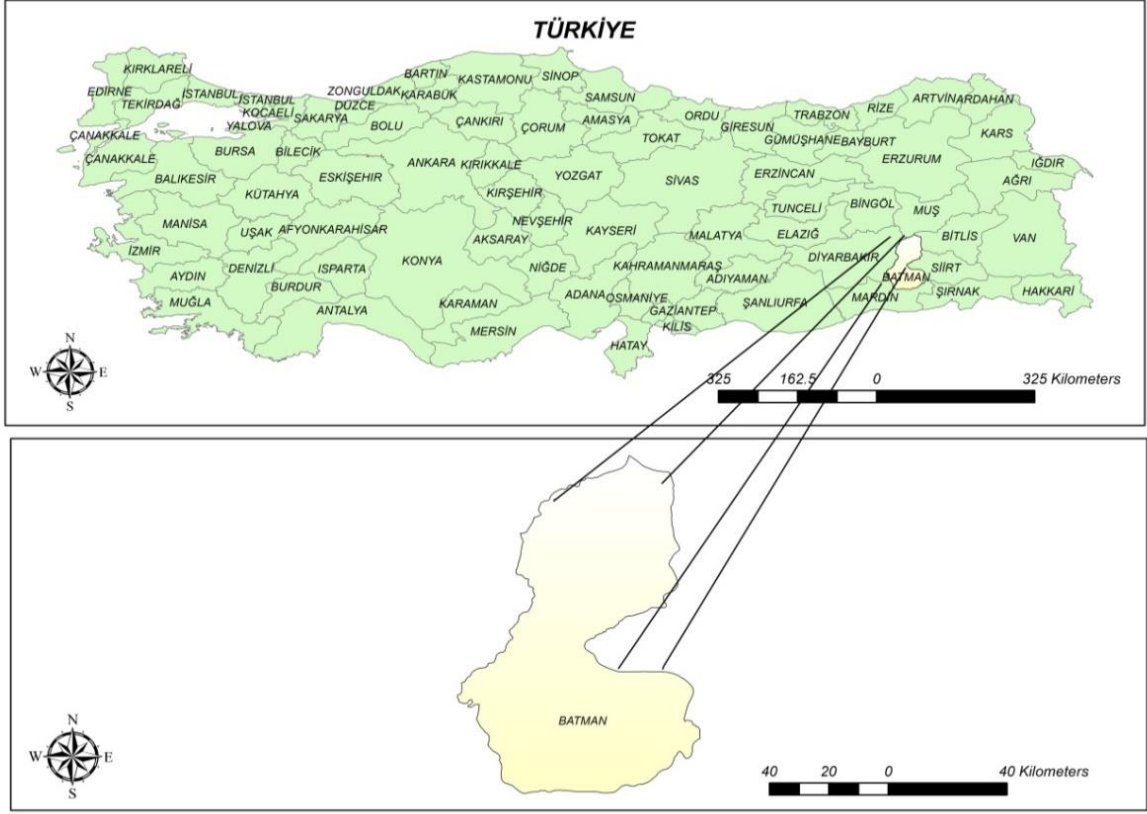 TÜRKİYE
KIRKLARELİ
EDİRNE
TEKİRDAĞ
İSTANBUL
İSTANBUL
KOCAELİ
YALOVA
SAKARYA
DÜZCE
ZONGULDAK
BARTIN
KARABÜK
KASTAMONU
SİNOP
SAMSUN
ORDU
GİRESUN
TRABZON
RİZE
ARTVİN
ARDAHAN
KARS
IĞDIR
AĞRI
ERZURUM
BAYBURT
GÜMÜŞHANE
AMASYA
TOKAT
ÇORUM
ÇANKIRI
BOLU
BİLECİK
BURSA
ÇANAKKALE
ÇANAKKALE
BALIKESİR
KÜTAHYA
ESKİŞEHİR
ANKARA
KIRIKKALE
KIRŞEHİR
YOZGAT
SİVAS
ERZİNCAN
TUNCELİ
BİNGÖL
MUŞ
BİTLİS
VAN
MANİSA
UŞAK
AFYONKARAHİSAR
AKSARAY
NEVŞEHİR
KAYSERİ
MALATYA
ELAZIĞ
DİYARBAKIR
BATMAN
SİİRT
İZMİR
AYDIN
DENİZLİ
ISPARTA
BURDUR
KONYA
NİĞDE
KAHRAMANMARAŞ
ADIYAMAN
MUĞLA
ANTALYA
KARAMAN
MERSİN
ADANA
OSMANİYE
GAZİANTEP
KİLİS
HATAY
ŞANLIURFA
MARDİN
ŞIRNAK
HAKKARİ
N
W
E
S
325 162.5 0 325 Kilometers
BATMAN
N
W
E
S
40 20 0 40 Kilometers